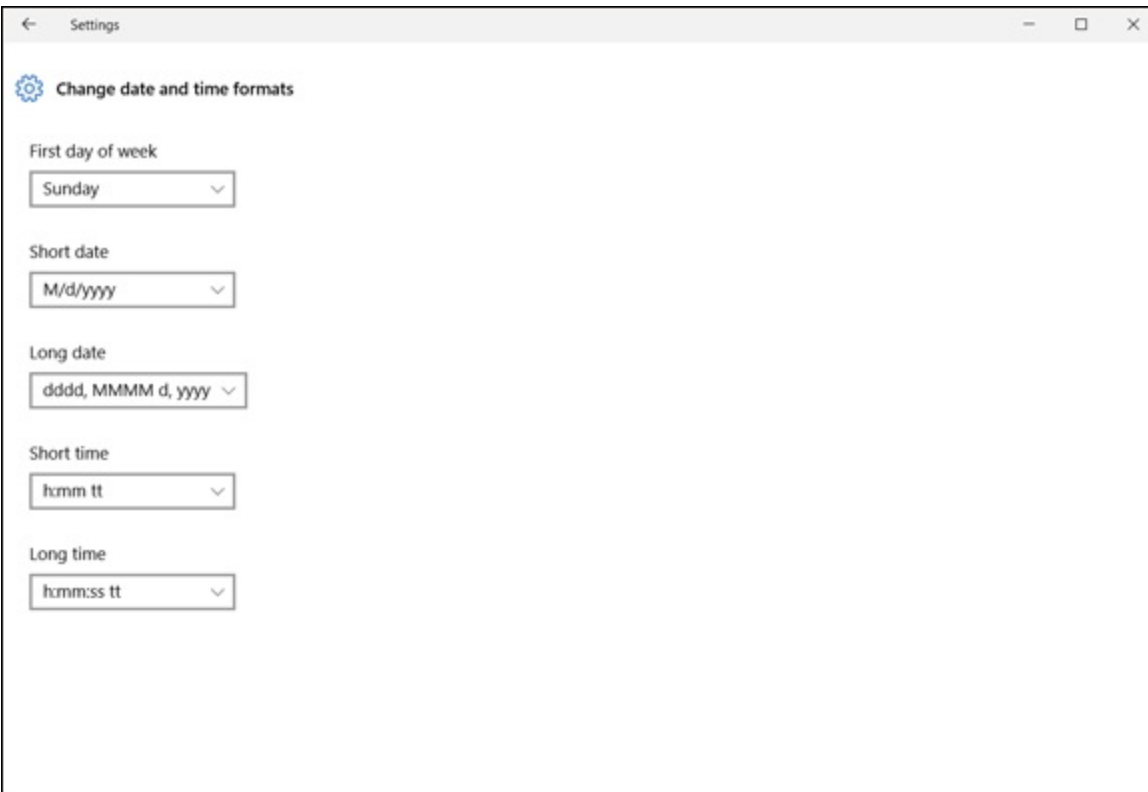 Settings
Change date and time formats
First day of week
Sunday
Short date
M/d/yyyy
Long date
dddd, MMMM d, yyyy
Short time
h:mm tt
Long time
h:mm:ss tt